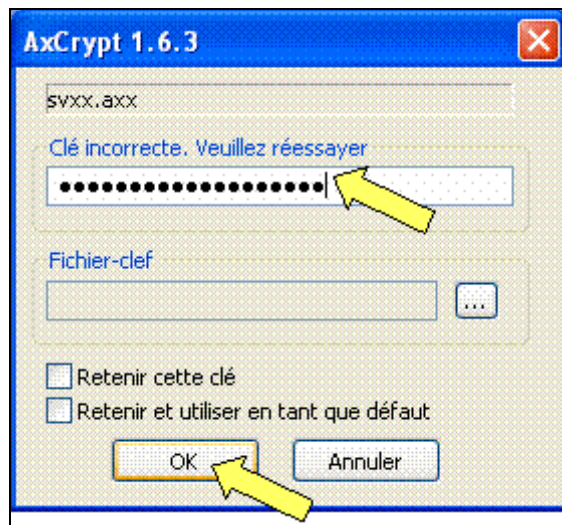 AxCrypt 1.6.3
svxx.axx
Clé incorrecte. Veuillez réessayer
●●●●●●●●●●●●●●●●●●●
Fichier-clef
...
Retenir cette clé
Retenir et utiliser en tant que défaut
OK Annuler